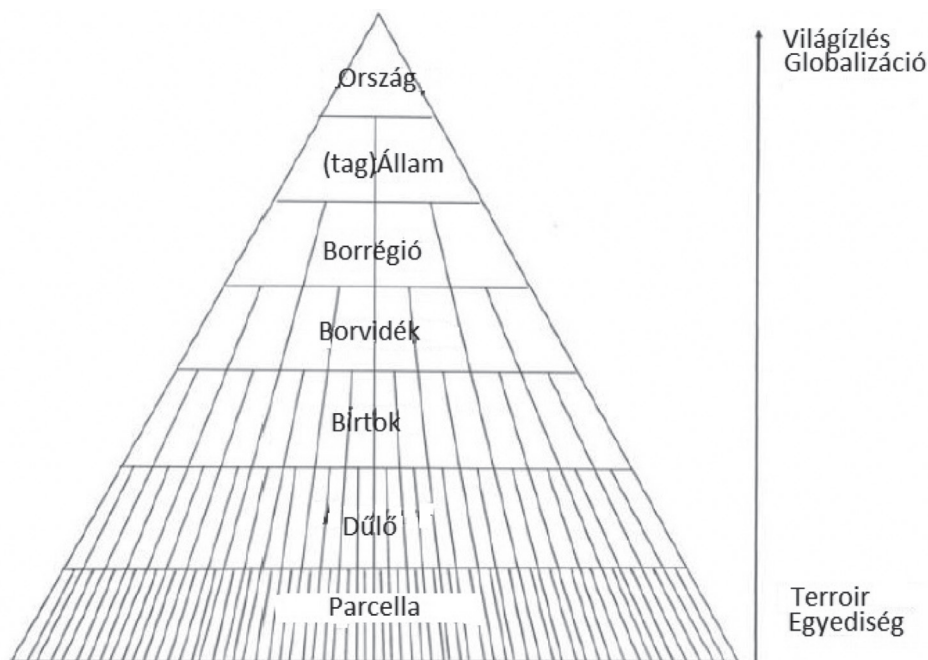 Ország
(tag)Állam
Borrégió
Borvidék
Birtok
Dűlő
Parcella
Világízlés
Globalizáció
Terroir
Egyediség